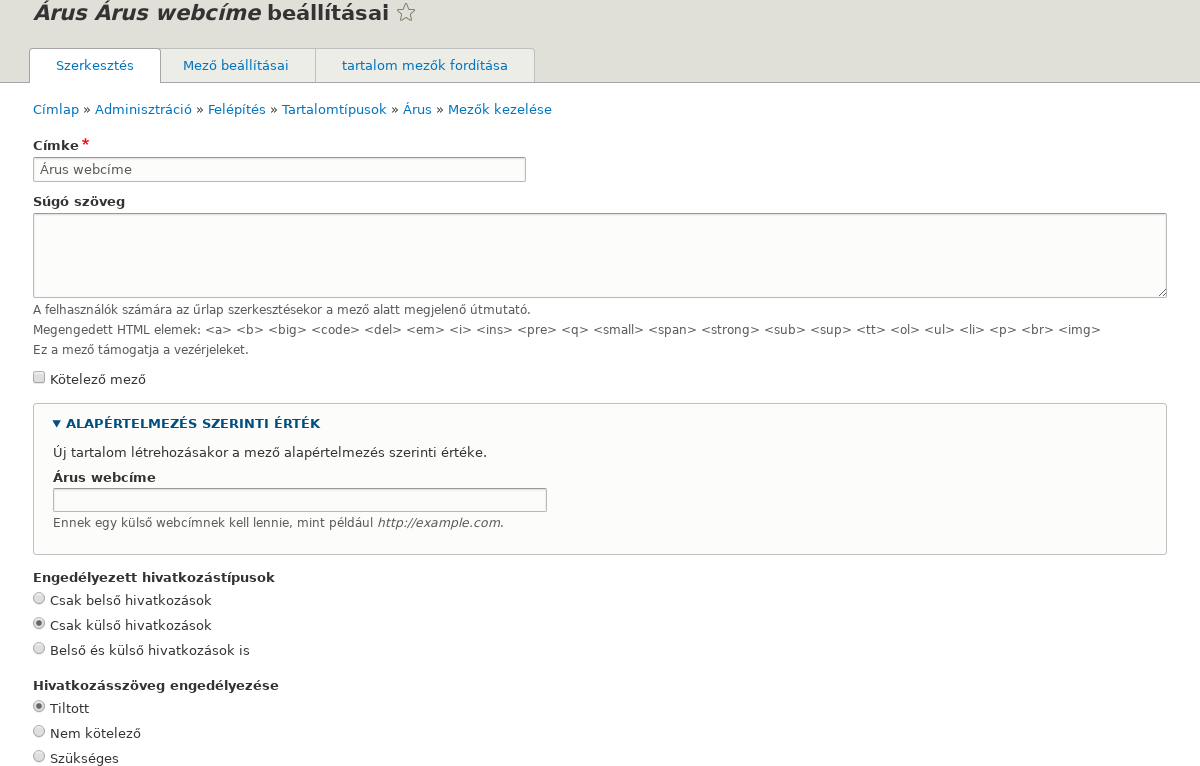 Árus Árus webcíme beállításai
Szerkesztés
Mező beállításai
tartalom mezők fordítása
Címlap » Adminisztráció » Felépítés » Tartalomtípusok » Árus » Mezők kezelése
Címke *
Árus webcíme
Súgó szöveg
A felhasználók számára az űrlap szerkesztésekor a mező alatt megjelenő útmutató.
Megengedett HTML elemek: <a> <b> <big> <code> <del> <em> <i> <ins> <pre> <q> <small> <span> <strong> <sub> <sup> <tt> <ol> <ul> <li> <p> <br> <img>
Ez a mező támogatja a vezérjeleket.
Kötelező mező
ALAPÉRTELMEZÉS SZERINTI ÉRTÉK
Új tartalom létrehozásakor a mező alapértelmezés szerinti értéke.
Árus webcíme
Ennek egy külső webcímnek kell lennie, mint például http://example.com.
Engedélyezett hivatkozástípusok
Csak belső hivatkozások
Csak külső hivatkozások
Belső és külső hivatkozások is
Hivatkozásszöveg engedélyezése
Tiltott
Nem kötelező
Szükséges